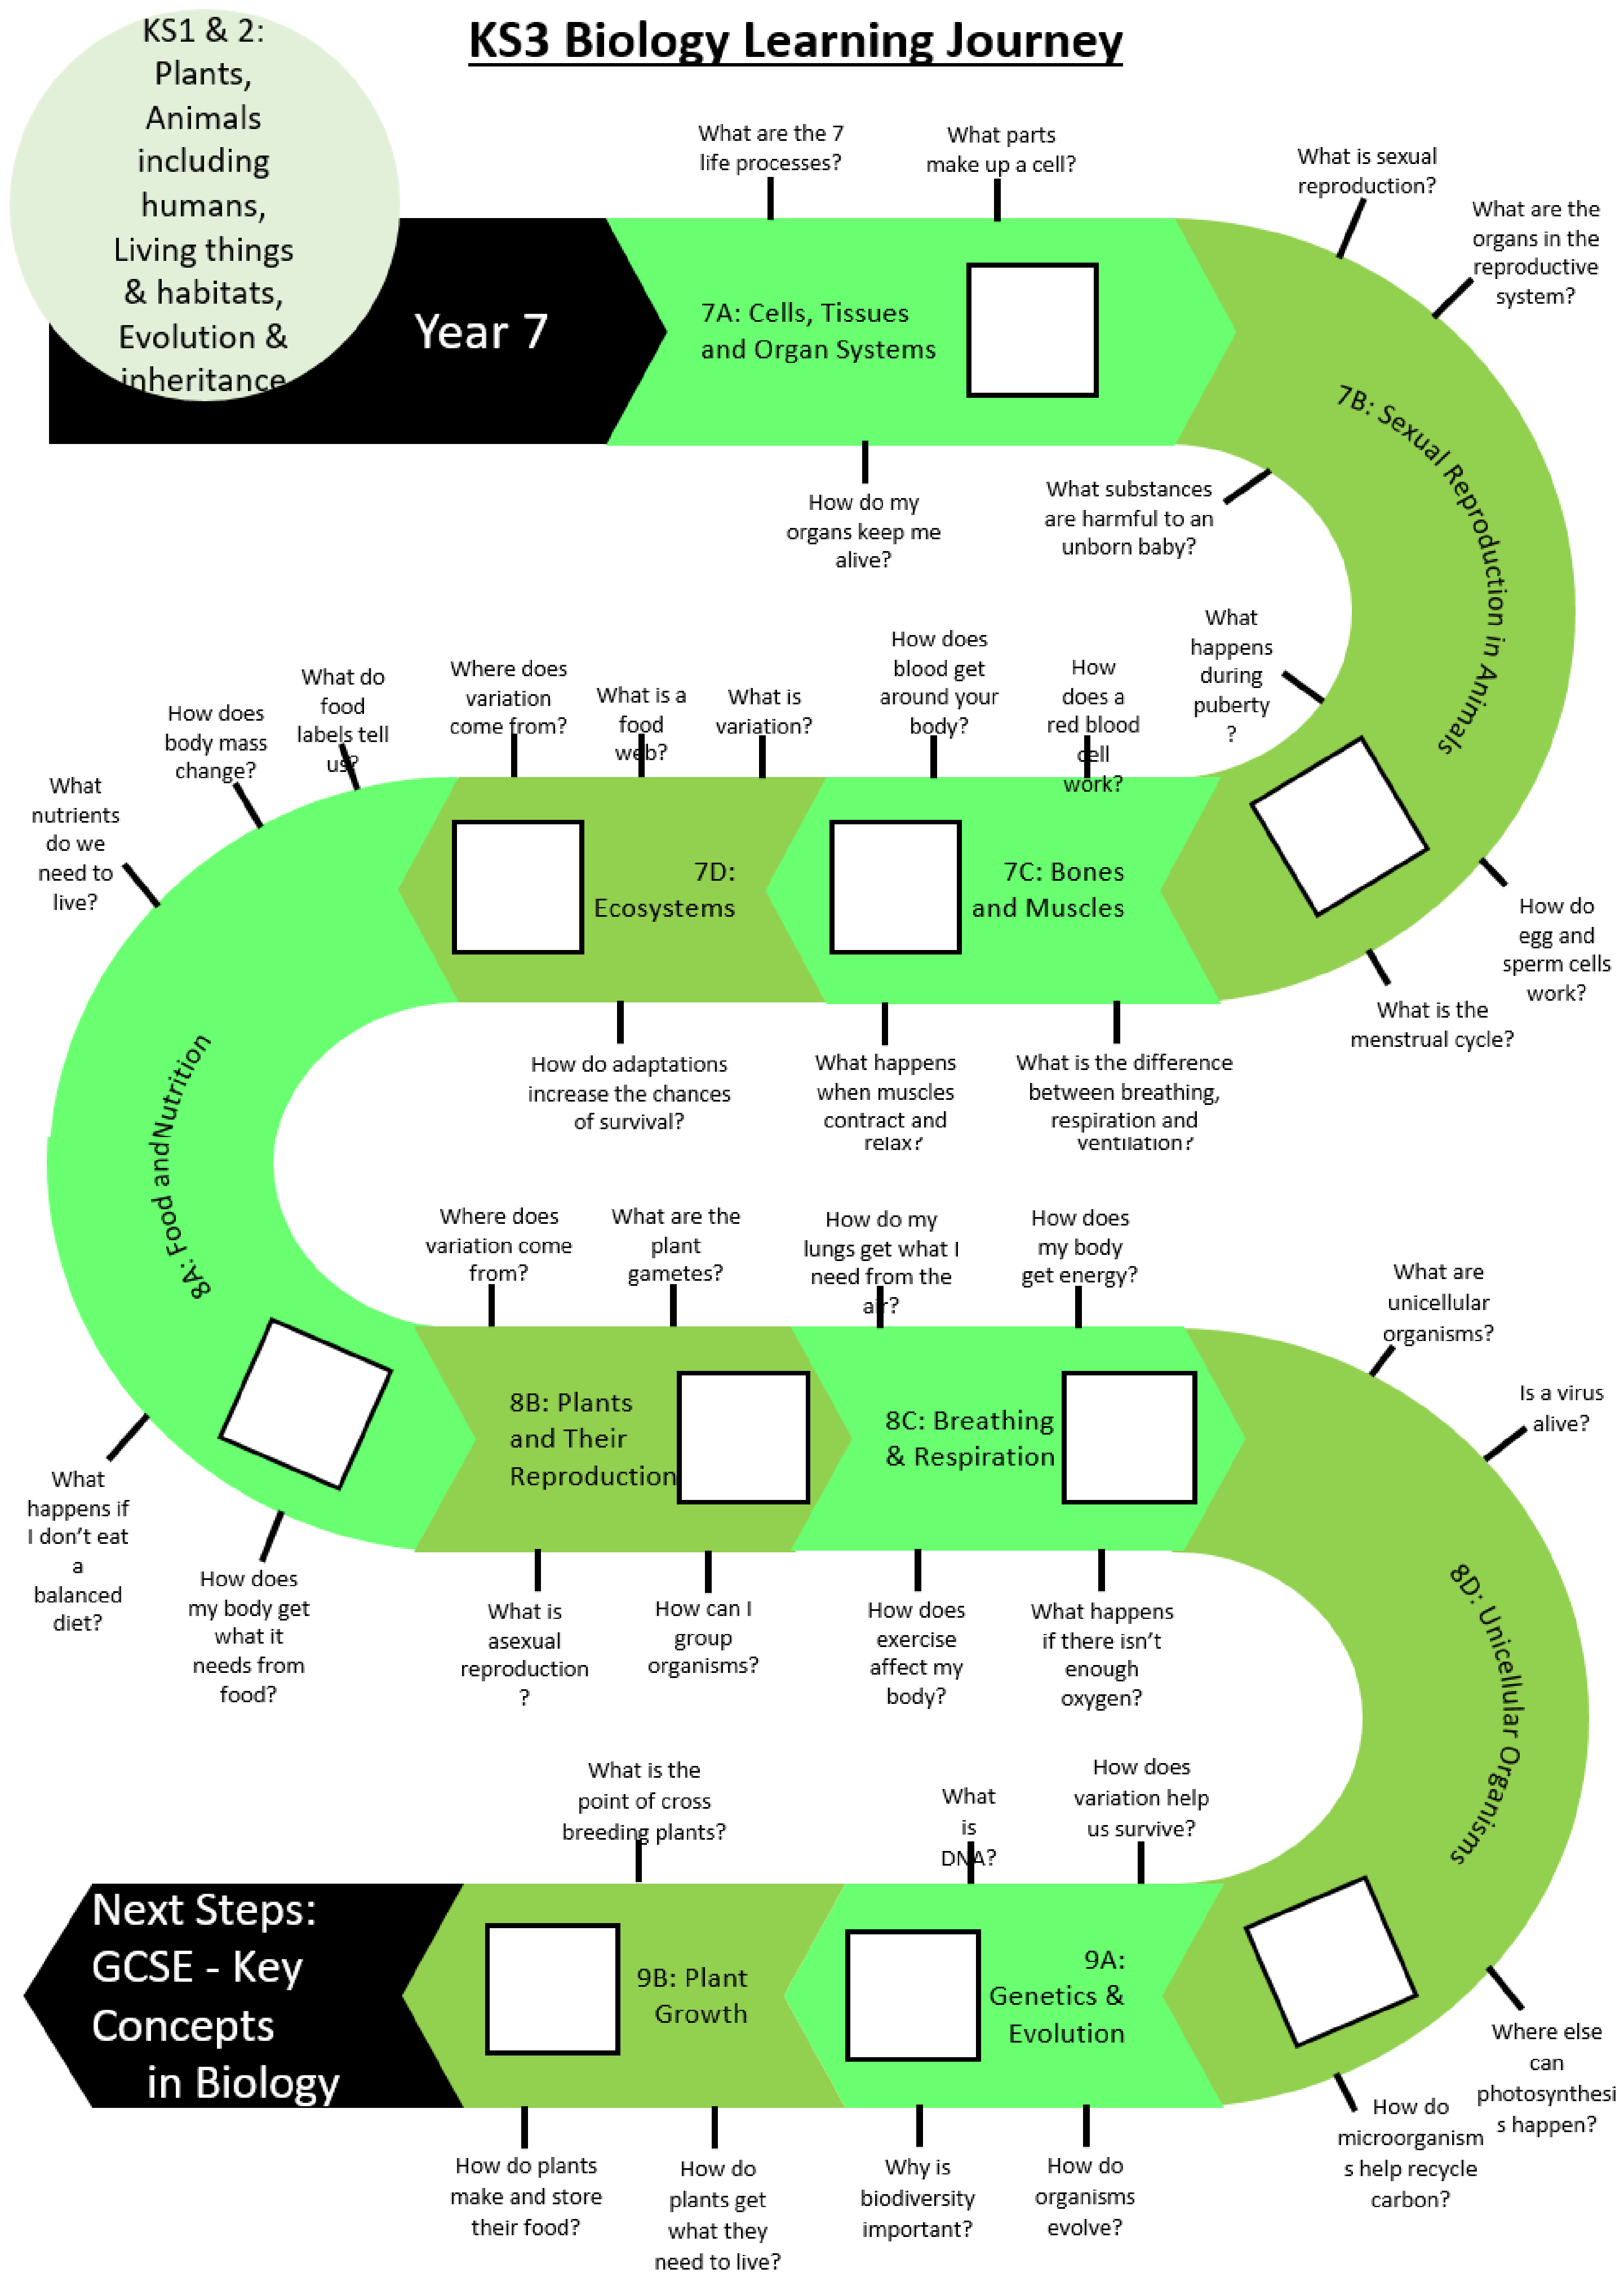 KS3 Biology Learning Journey
KS1 & 2:
Plants,
Animals
including
humans,
Living things
& habitats,
Evolution &
inheritance
Year 7
What are the 7
life processes?
What parts
make up a cell?
7A: Cells, Tissues
and Organ Systems
How do my
organs keep me
alive?
What is sexual
reproduction?
What are the
organs in the
reproductive
system?
7B: Sexual Reproduction in Animals
What substances
are harmful to an
unborn baby?
What
happens
during
puberty
?
How do
egg and
sperm cells
work?
What is the
menstrual cycle?
How
does a
red blood
cell
work?
How does
blood get
around your
body?
7C: Bones
and Muscles
What is the difference
between breathing,
respiration and
ventilation?
What happens
when muscles
contract and
relax?
What is
variation?
What is a
food
web?
Where does
variation
come from?
7D:
Ecosystems
How do adaptations
increase the chances
of survival?
What do
food
labels tell
us?
How does
body mass
change?
What
nutrients
do we
need to
live?
8A: Food andNutrition
What
happens if
I don't eat
a
balanced
diet?
How does
my body get
what it
needs from
food?
Where does
variation come
from?
What are the
plant
gametes?
8B: Plants
and Their
Reproduction
What is
asexual
reproduction
?
How can I
group
organisms?
How do my
lungs get what I
need from the
air?
How does
my body
get energy?
8C: Breathing
& Respiration
How does
exercise
affect my
body?
What happens
if there isn't
enough
oxygen?
What are
unicellular
organisms?
Is a virus
alive?
8D: Unicellular Organisms
Where else
can
photosynthesi
s happen?
How do
microorganism
s help recycle
carbon?
How does
variation help
us survive?
What
is
DNA?
9A:
Genetics &
Evolution
How do
organisms
evolve?
Why is
biodiversity
important?
What is the
point of cross
breeding plants?
9B: Plant
Growth
How do
plants get
what they
need to live?
How do plants
make and store
their food?
Next Steps:
GCSE - Key
Concepts
in Biology